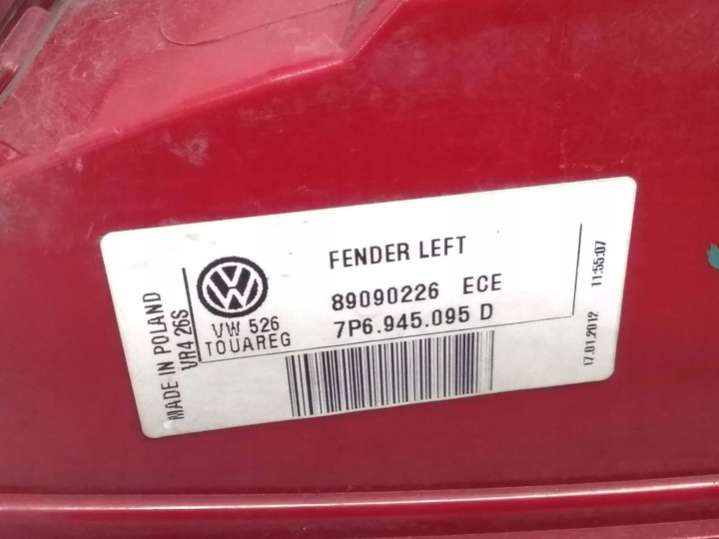 MADE IN POLAND
VR4 26S
VW 526
TOUAREG
FENDER LEFT
89090226 ECE
7P6.945.095 D
17.01.2012 11:55:07